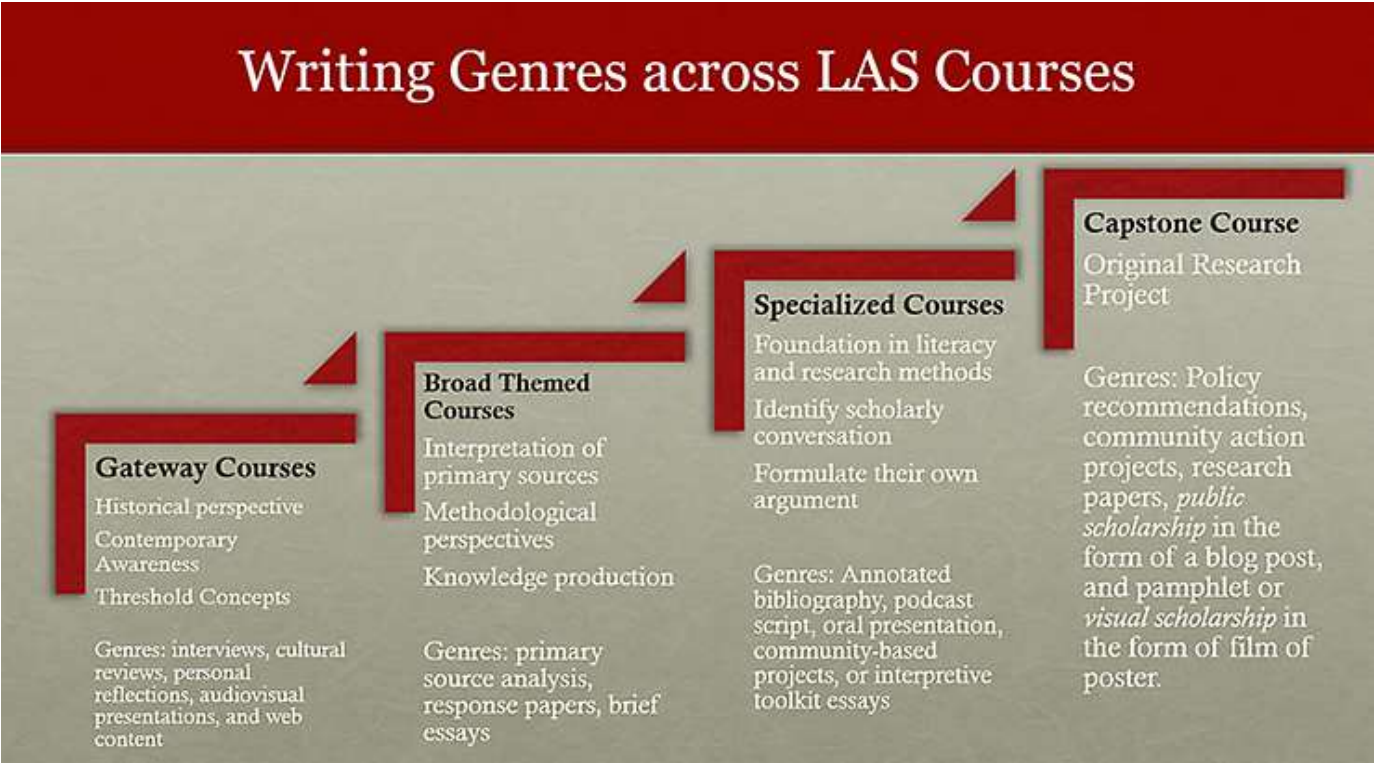 Writing Genres across LAS Courses
Gateway Courses
Historical perspective
Contemporary
Awareness
Threshold Concepts
Genres: interviews, cultural
reviews, personal
reflections, audiovisual
presentations, and web
content
Broad Themed
Courses
Interpretation of
primary sources
Methodological
perspectives
Knowledge production
Genres: primary
source analysis,
response papers, brief
essays
Specialized Courses
Foundation in literacy
and research methods
Identify scholarly
conversation
Formulate their own
argument
Genres: Annotated
bibliography, podcast
script, oral presentation,
community-based
projects, or interpretive
toolkit essays
Capstone Course
Original Research
Project
Genres: Policy
recommendations,
community action
projects, research
papers, public
scholarship in the
form of a blog post,
and pamphlet or
visual scholarship in
the form of film of
poster.